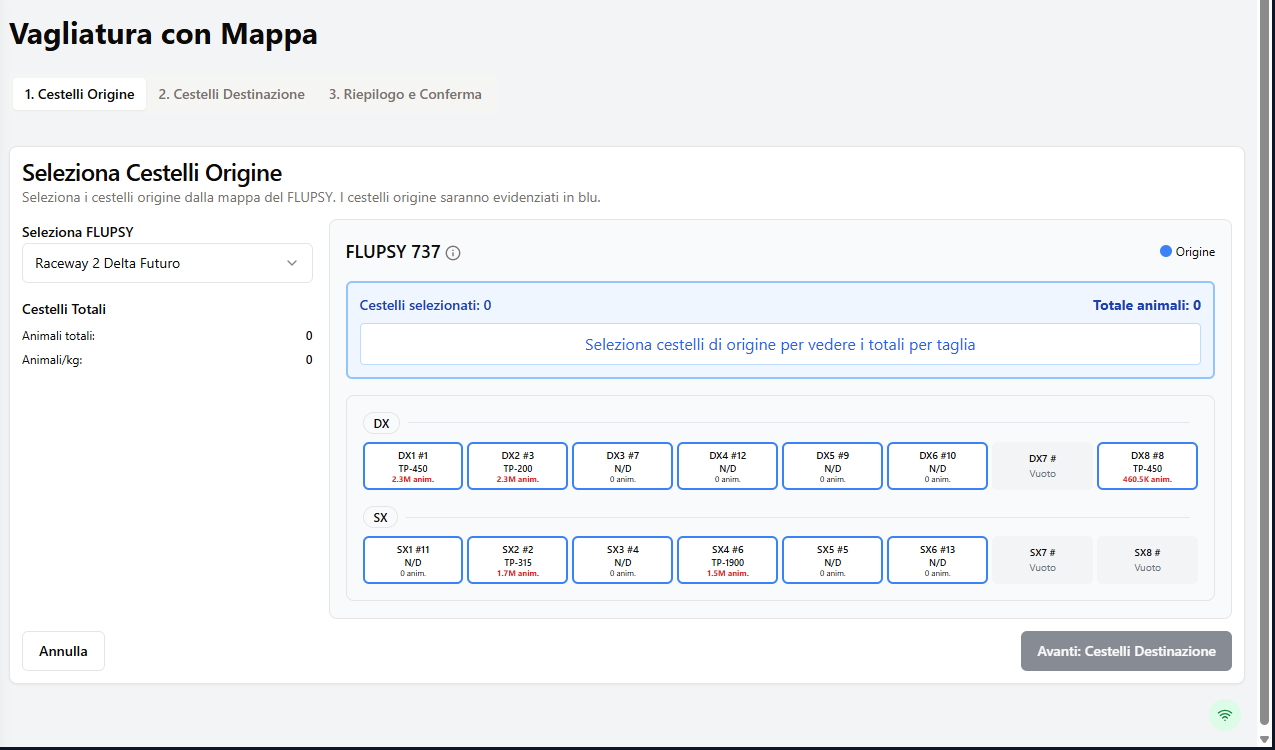 Vagliatura con Mappa
1. Cestelli Origine 2. Cestelli Destinazione 3. Riepilogo e Conferma
Seleziona Cestelli Origine
Seleziona i cestelli origine dalla mappa del FLUPSY. I cestelli origine saranno evidenziati in blu.
Seleziona FLUPSY
Raceway 2 Delta Futuro
Cestelli Totali
Animali totali: 0
Animali/kg: 0
FLUPSY 737 Origine
Cestelli selezionati: 0 Totale animali: 0
Seleziona cestelli di origine per vedere i totali per taglia
DX
DX1 #1 DX2 #3 DX3 #7 DX4 #12 DX5 #9 DX6 #10 DX7 # DX8 #8
TP-450 TP-200 N/D N/D N/D N/D Vuoto TP-450
2.3M anim. 2.3M anim. 0 anim. 0 anim. 0 anim. 0 anim. 460.5K anim.
SX
SX1 #11 SX2 #2 SX3 #4 SX4 #6 SX5 #5 SX6 #13 SX7 # SX8 #
N/D TP-315 N/D TP-1900 N/D N/D Vuoto Vuoto
0 anim. 1.7M anim. 0 anim. 1.5M anim. 0 anim. 0 anim.
Annulla Avanti: Cestelli Destinazione